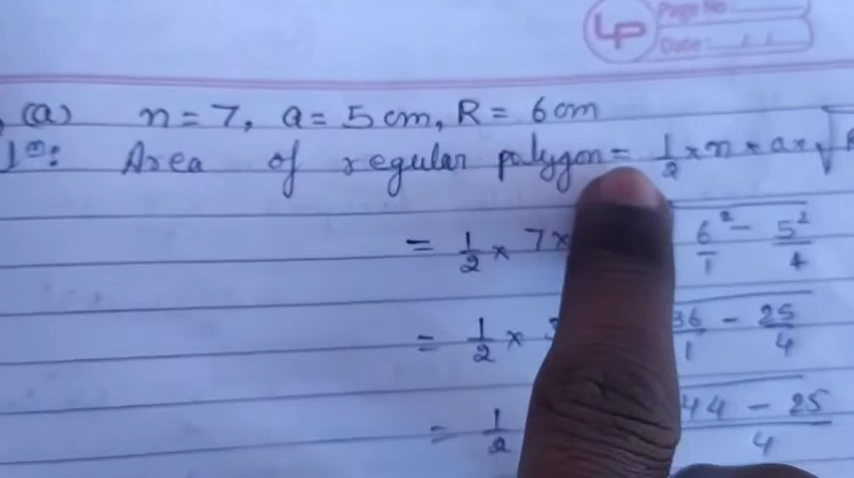 LP Page No:
Date:
(a) n = 7, a = 5 cm, R = 6 cm
Area of regular polygon = 1/2 × n × a × √
= 1/2 × 7 × 6²/1 - 5²/4
= 1/2 × 36/1 - 25/4
= 1/2 44 - 25/4